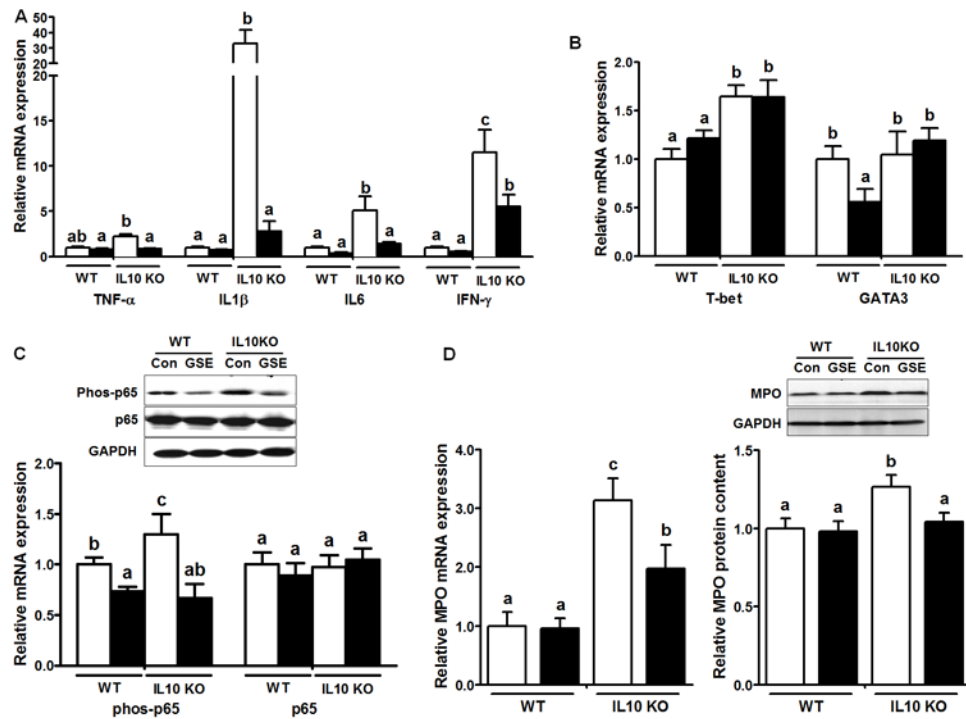 A
Relative mRNA expression
50
40
30
20
20
15
10
5
0
ab a b a
a a b a
a a b a
a a c b
WT IL10 KO WT IL10 KO WT IL10 KO WT IL10 KO
TNF-α IL1β IL6 IFN-γ
B
Relative mRNA expression
2.0
1.5
1.0
0.5
0.0
a a b b
b a b b
WT IL10 KO WT IL10 KO
T-bet GATA3
C
WT IL10KO
Con GSE Con GSE
Phos-p65
p65
GAPDH
Relative mRNA expression
2.0
1.5
1.0
0.5
0.0
b a c ab
a a a a
WT IL10 KO WT IL10 KO
phos-p65 p65
D
Relative MPO mRNA expression
4.0
3.0
2.0
1.0
0.0
a a c b
WT IL10 KO
WT IL10KO
Con GSE Con GSE
MPO
GAPDH
Relative MPO protein content
1.5
1.0
0.5
0.0
a a b a
WT IL10 KO